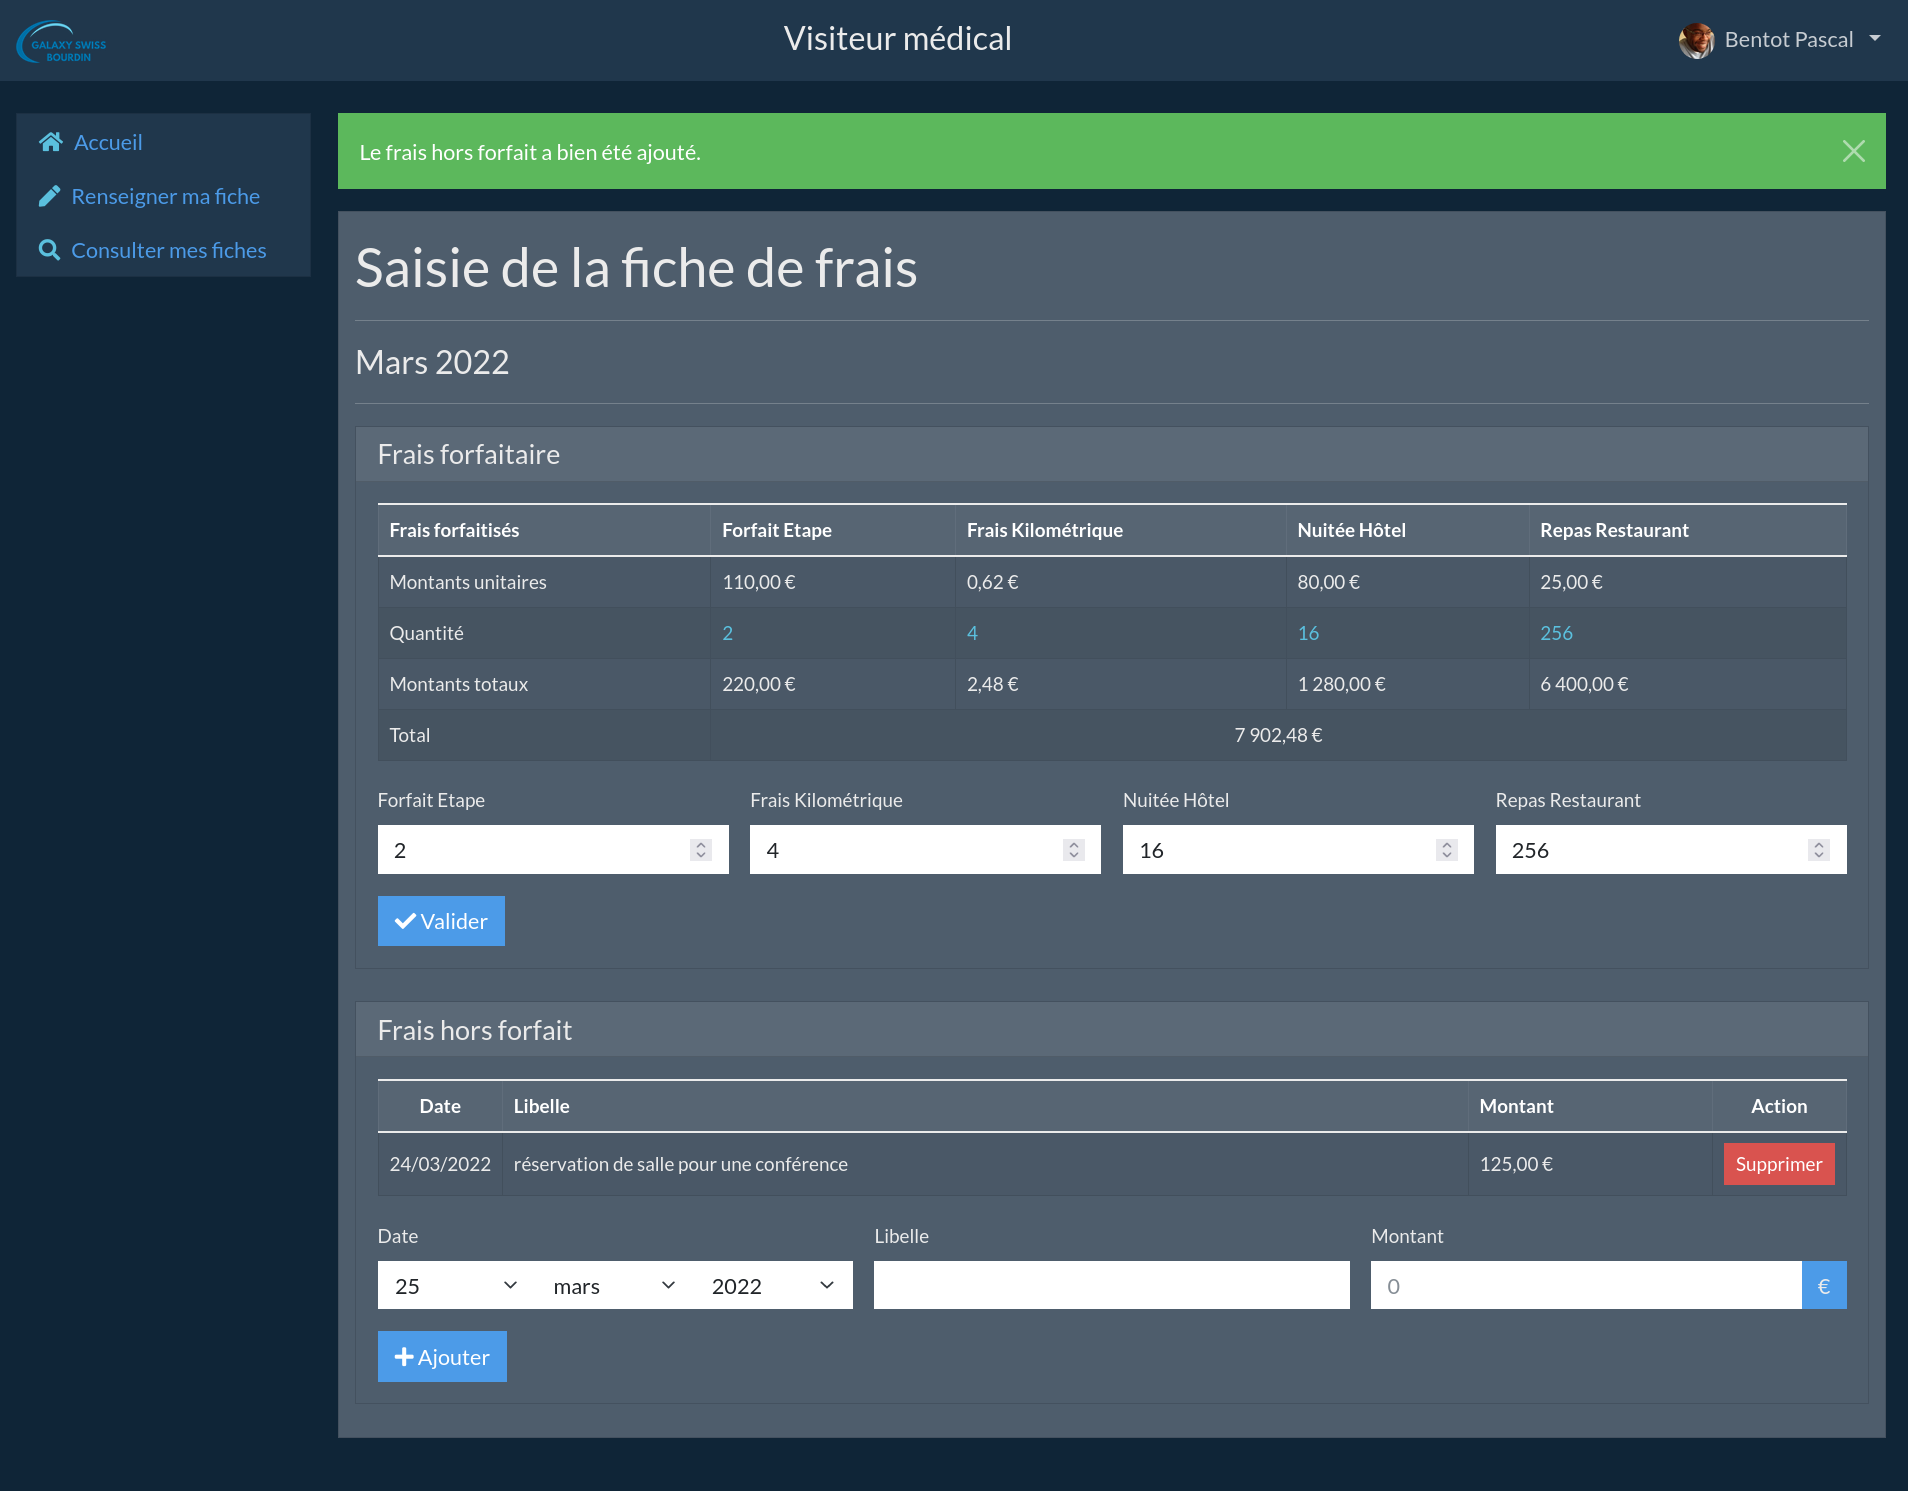 GALAXY SWISS
BOURDIN
Visiteur médical
Bentot Pascal
Accueil
Renseigner ma fiche
Consulter mes fiches
Le frais hors forfait a bien été ajouté.
Saisie de la fiche de frais
Mars 2022
Frais forfaitaire
Frais forfaitisés Forfait Etape Frais Kilométrique Nuitée Hôtel Repas Restaurant
Montants unitaires 110,00 € 0,62 € 80,00 € 25,00 €
Quantité 2 4 16 256
Montants totaux 220,00 € 2,48 € 1 280,00 € 6 400,00 €
Total 7 902,48 €
Forfait Etape Frais Kilométrique Nuitée Hôtel Repas Restaurant
2 4 16 256
Valider
Frais hors forfait
Date Libelle Montant Action
24/03/2022 réservation de salle pour une conférence 125,00 € Supprimer
Date Libelle Montant
25 mars 2022 0 €
Ajouter